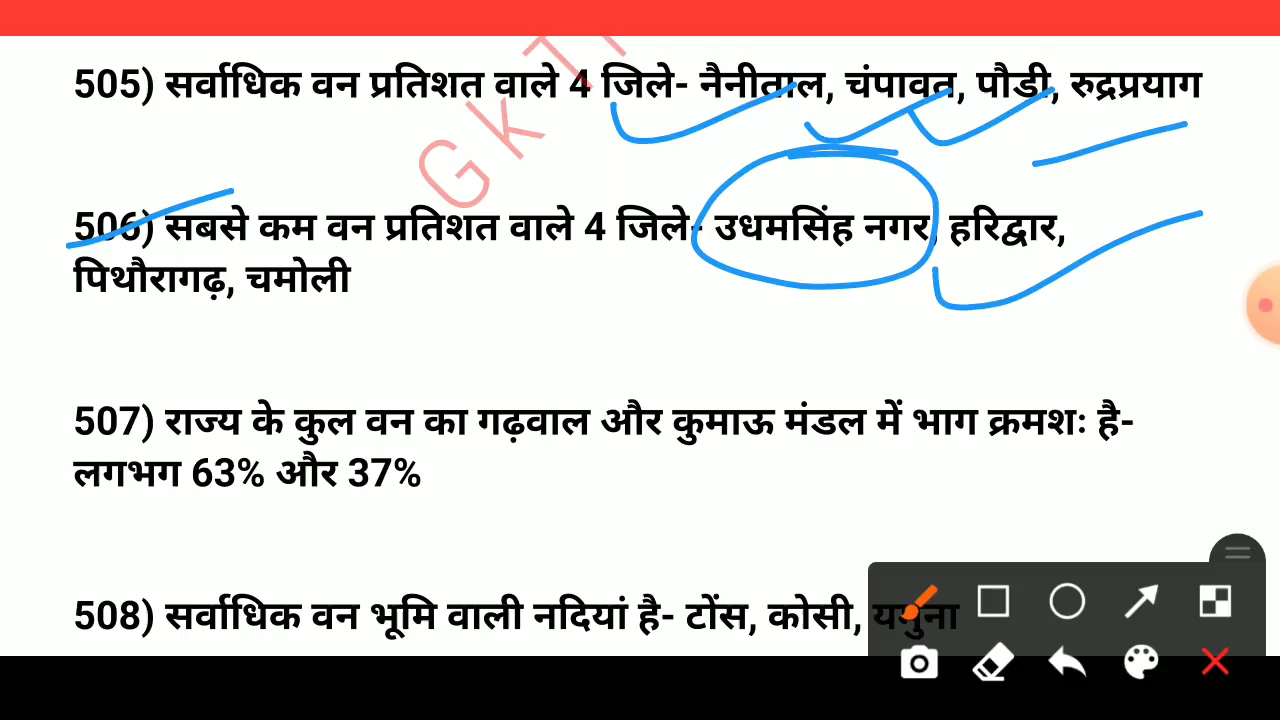 505) सर्वाधिक वन प्रतिशत वाले 4 जिले- नैनीताल, चंपावत, पौडी, रुद्रप्रयाग
506) सबसे कम वन प्रतिशत वाले 4 जिले- उधमसिंह नगर, हरिद्वार,
पिथौरागढ़, चमोली
507) राज्य के कुल वन का गढ़वाल और कुमाऊ मंडल में भाग क्रमशः है-
लगभग 63% और 37%
508) सर्वाधिक वन भूमि वाली नदियां है- टोंस, कोसी, यमुना